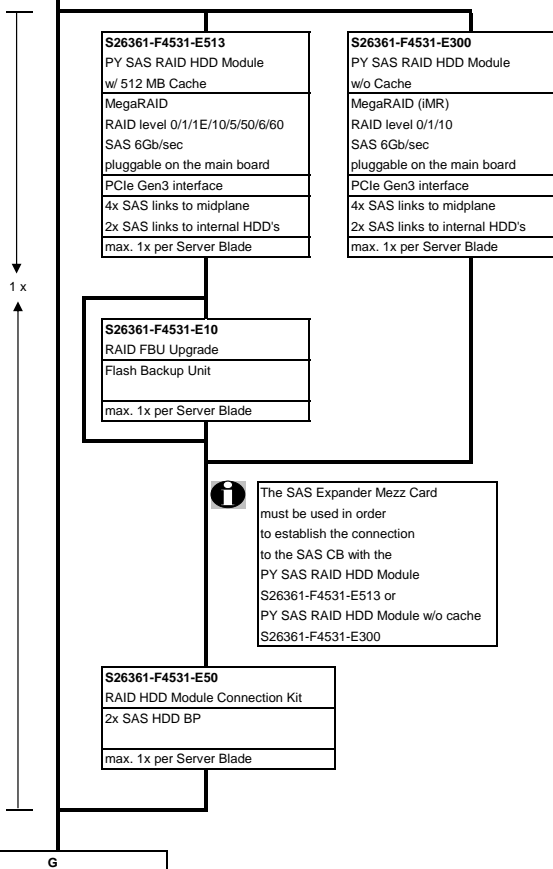 S26361-F4531-E513
PY SAS RAID HDD Module
w/ 512 MB Cache
MegaRAID
RAID level 0/1/1E/10/5/50/6/60
SAS 6Gb/sec
pluggable on the main board
PCIe Gen3 interface
4x SAS links to midplane
2x SAS links to internal HDD's
max. 1x per Server Blade
S26361-F4531-E300
PY SAS RAID HDD Module
w/o Cache
MegaRAID (iMR)
RAID level 0/1/10
SAS 6Gb/sec
pluggable on the main board
PCIe Gen3 interface
4x SAS links to midplane
2x SAS links to internal HDD's
max. 1x per Server Blade
1 x
S26361-F4531-E10
RAID FBU Upgrade
Flash Backup Unit
max. 1x per Server Blade
The SAS Expander Mezz Card
must be used in order
to establish the connection
to the SAS CB with the
PY SAS RAID HDD Module
S26361-F4531-E513 or
PY SAS RAID HDD Module w/o cache
S26361-F4531-E300
S26361-F4531-E50
RAID HDD Module Connection Kit
2x SAS HDD BP
max. 1x per Server Blade
G